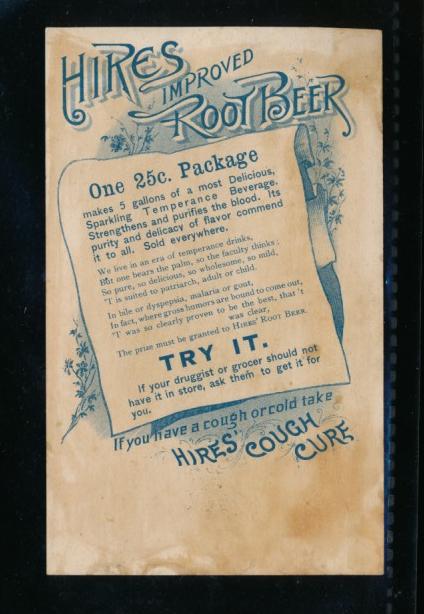 HIRES
IMPROVED
ROOT BEER
One 25c. Package
makes 5 gallons of a most Delicious,
Sparkling Temperance Beverage.
Strengthens and purifies the blood. Its
purity and delicacy of flavor commend
it to all. Sold everywhere.
We live in an era of temperance drinks,
But one bears the palm, so the faculty thinks;
So pure, so delicious, so wholesome, so mild,
'T is suited to patriarch, adult or child.
In bile or dyspepsia, malaria or gout,
In fact, where gross humors are bound to come out,
'T was so clearly proven to be the best, that 't
was clear,
The prize must be granted to HIRES' ROOT BEER.
TRY IT.
If your druggist or grocer should not
have it in store, ask them to get it for
you.
If you have a cough or cold take
HIRES' COUGH
CURE